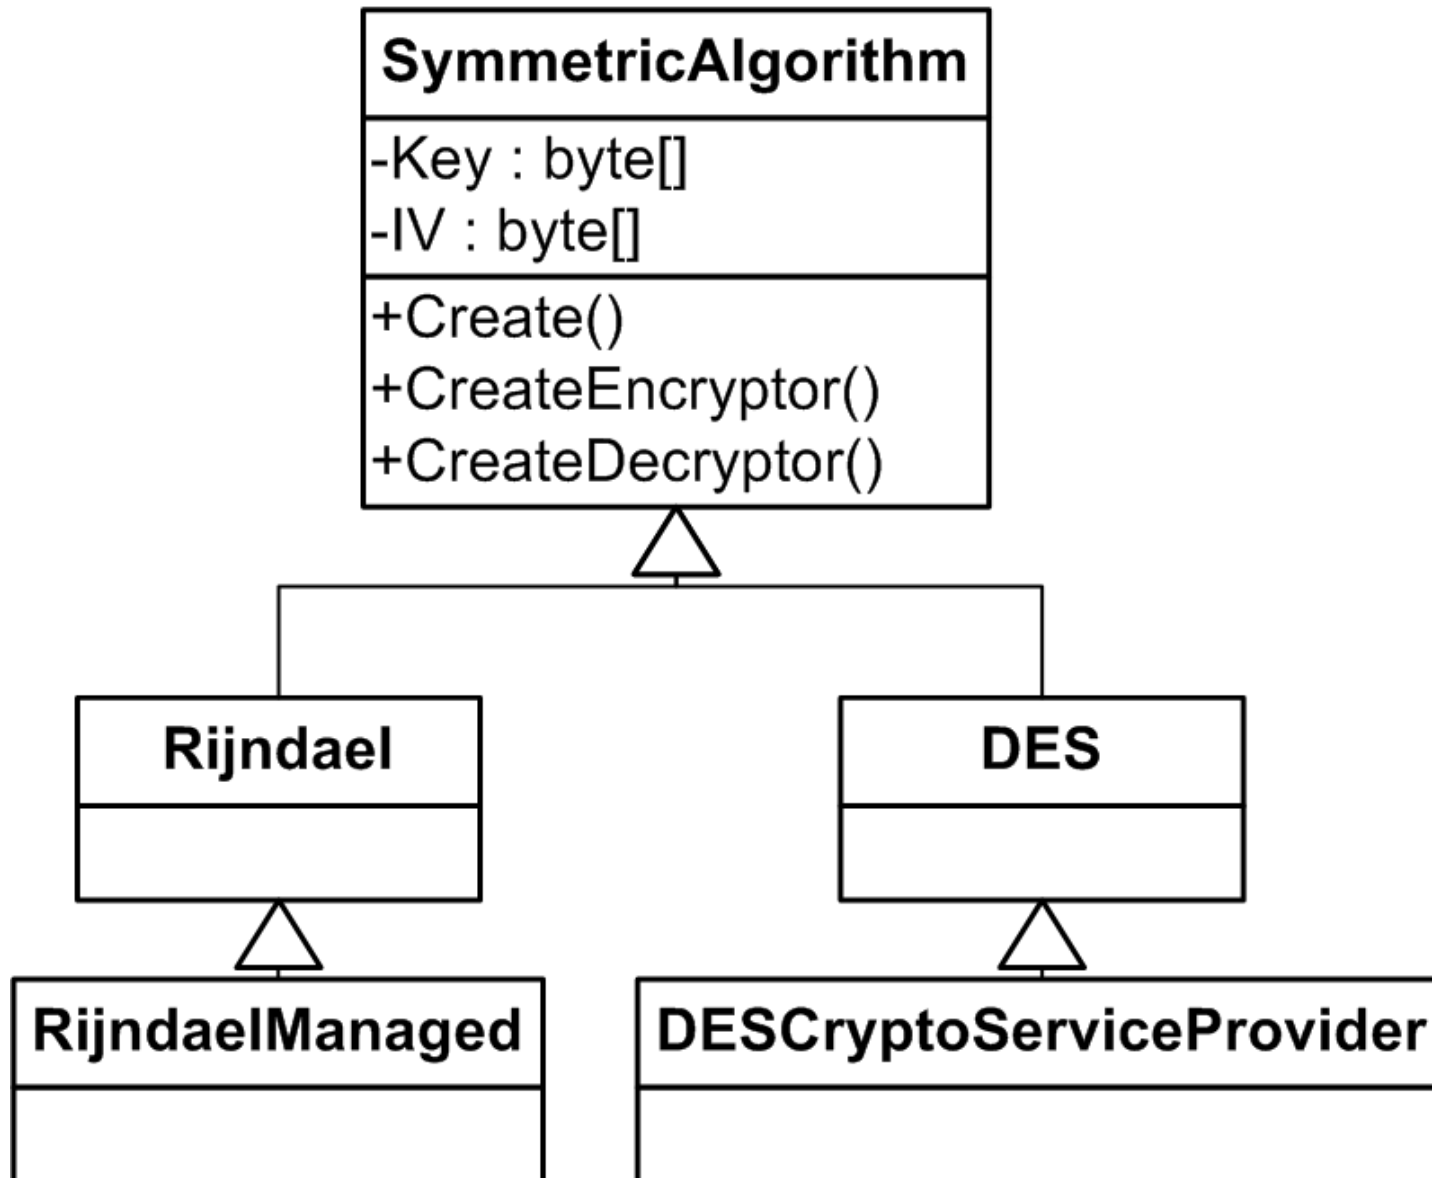 SymmetricAlgorithm
-Key : byte[]
-IV : byte[]
+Create()
+CreateEncryptor()
+CreateDecryptor()
Rijndael
DES
RijndaelManaged
DESCryptoServiceProvider